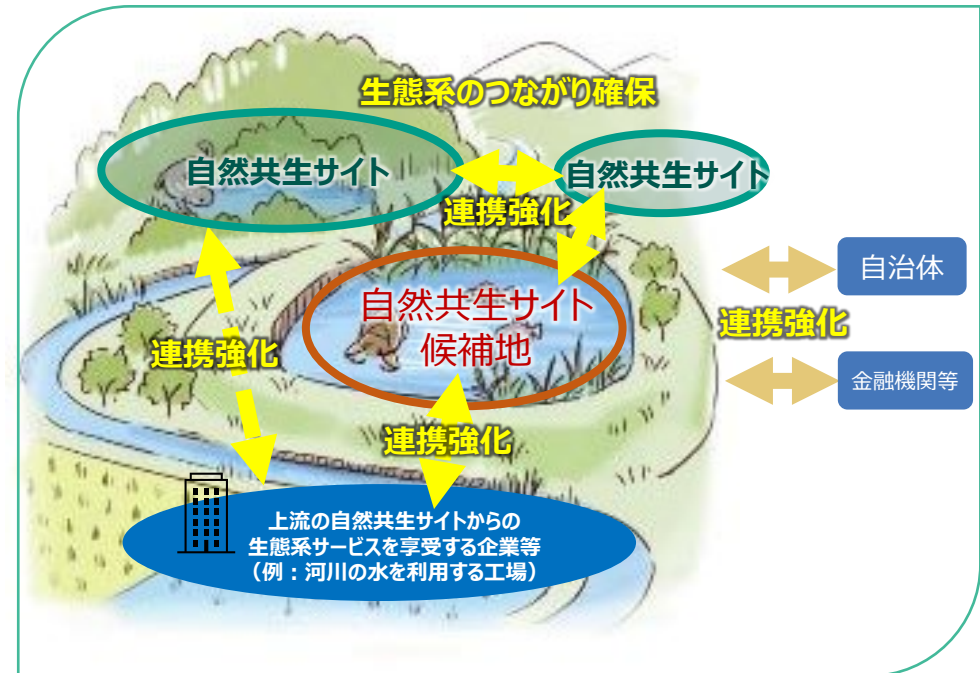 生態系のつながり確保
自然共生サイト
自然共生サイト
連携強化
自然共生サイト
候補地
自治体
連携強化
連携強化
金融機関等
連携強化
上流の自然共生サイトからの
生態系サービスを享受する企業等
（例：河川の水を利用する工場）